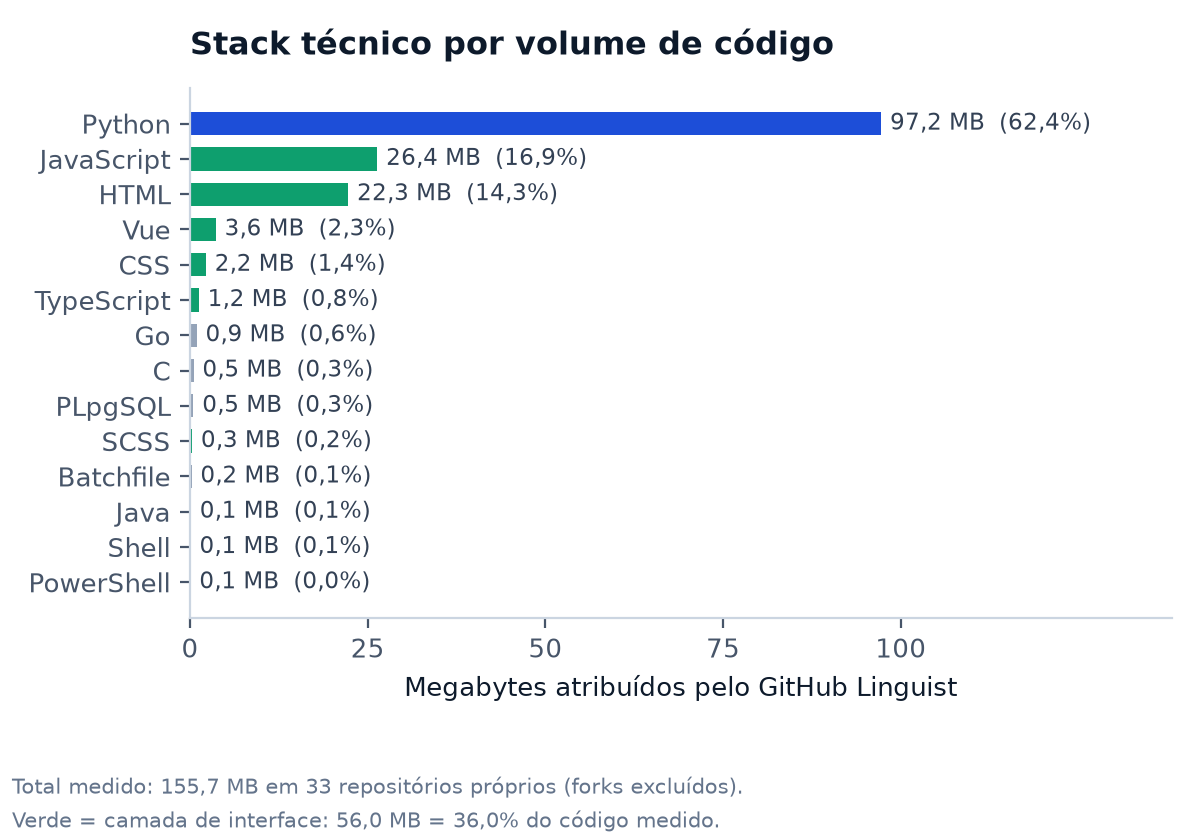 Stack técnico por volume de código
Python 97,2 MB (62,4%)
JavaScript 26,4 MB (16,9%)
HTML 22,3 MB (14,3%)
Vue 3,6 MB (2,3%)
CSS 2,2 MB (1,4%)
TypeScript 1,2 MB (0,8%)
Go 0,9 MB (0,6%)
C 0,5 MB (0,3%)
PLpgSQL 0,5 MB (0,3%)
SCSS 0,3 MB (0,2%)
Batchfile 0,2 MB (0,1%)
Java 0,1 MB (0,1%)
Shell 0,1 MB (0,1%)
PowerShell 0,1 MB (0,0%)
0 25 50 75 100
Megabytes atribuídos pelo GitHub Linguist
Total medido: 155,7 MB em 33 repositórios próprios (forks excluídos).
Verde = camada de interface: 56,0 MB = 36,0% do código medido.